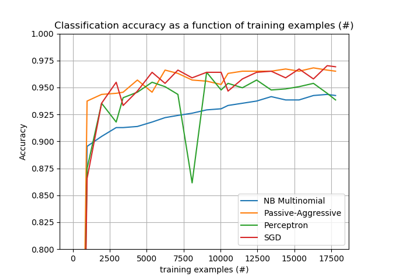 Classification accuracy as a function of training examples (#)
Accuracy
1.000
0.975
0.950
0.925
0.900
0.875
0.850
0.825
0.800
0
2500
5000
7500
10000
12500
15000
17500
training examples (#)
NB Multinomial
Passive-Aggressive
Perceptron
SGD